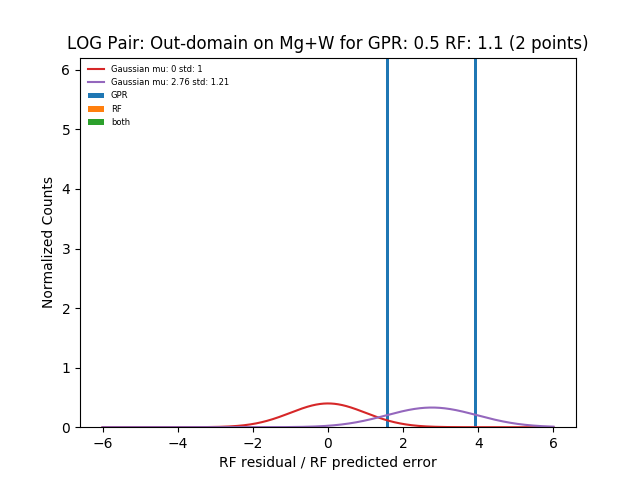 LOG Pair: Out-domain on Mg+W for GPR: 0.5 RF: 1.1 (2 points)
Gaussian mu: 0 std: 1
Gaussian mu: 2.76 std: 1.21
GPR
RF
both
Normalized Counts
6
5
4
3
2
1
0
−6 −4 −2 0 2 4 6
RF residual / RF predicted error